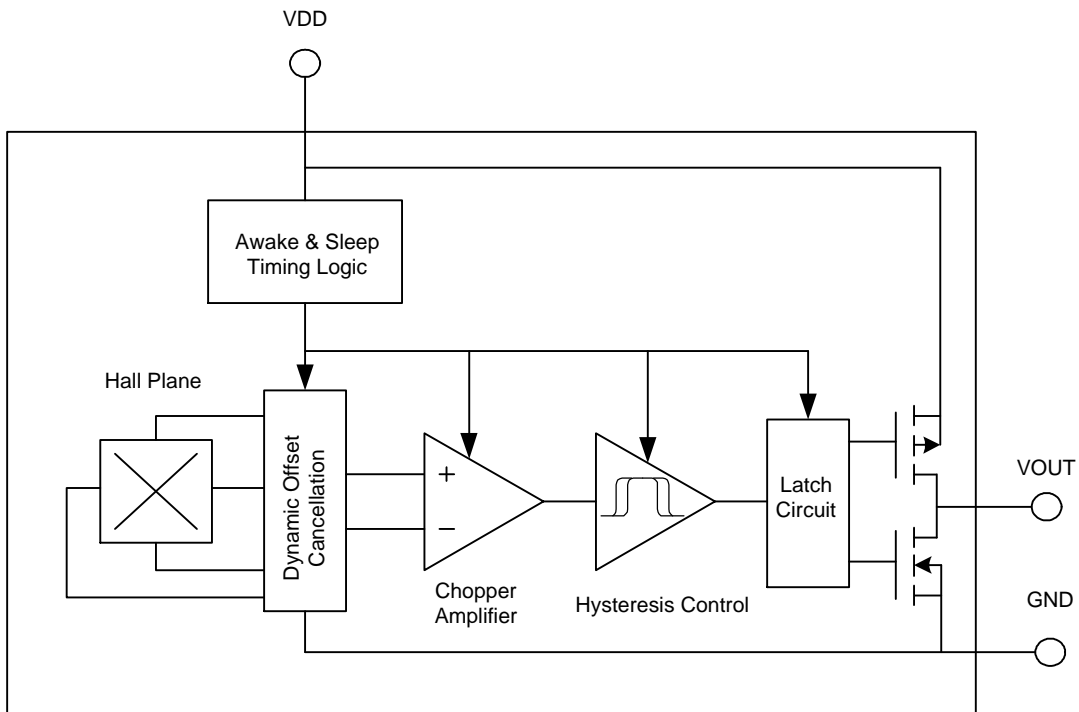 VDD
Awake & Sleep
Timing Logic
Hall Plane
Dynamic Offset
Cancellation
+
−
Chopper
Amplifier
Hysteresis Control
Latch
Circuit
VOUT
GND